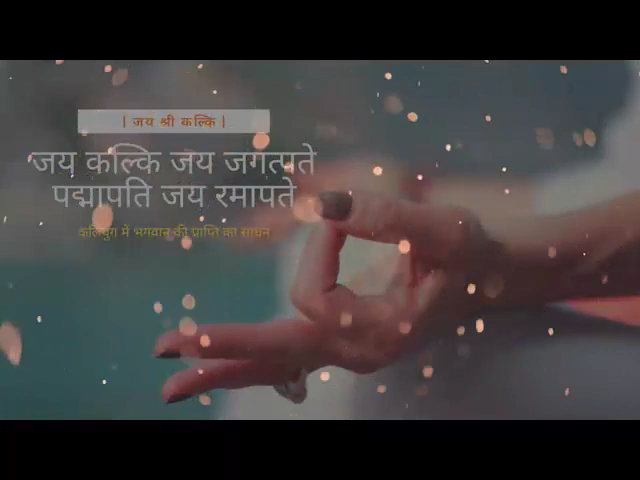 | जय श्री कल्कि |
जय कल्कि जय जगत्पते
पद्मापति जय रमापते
कलियुग में भगवान की प्राप्ति का साधन